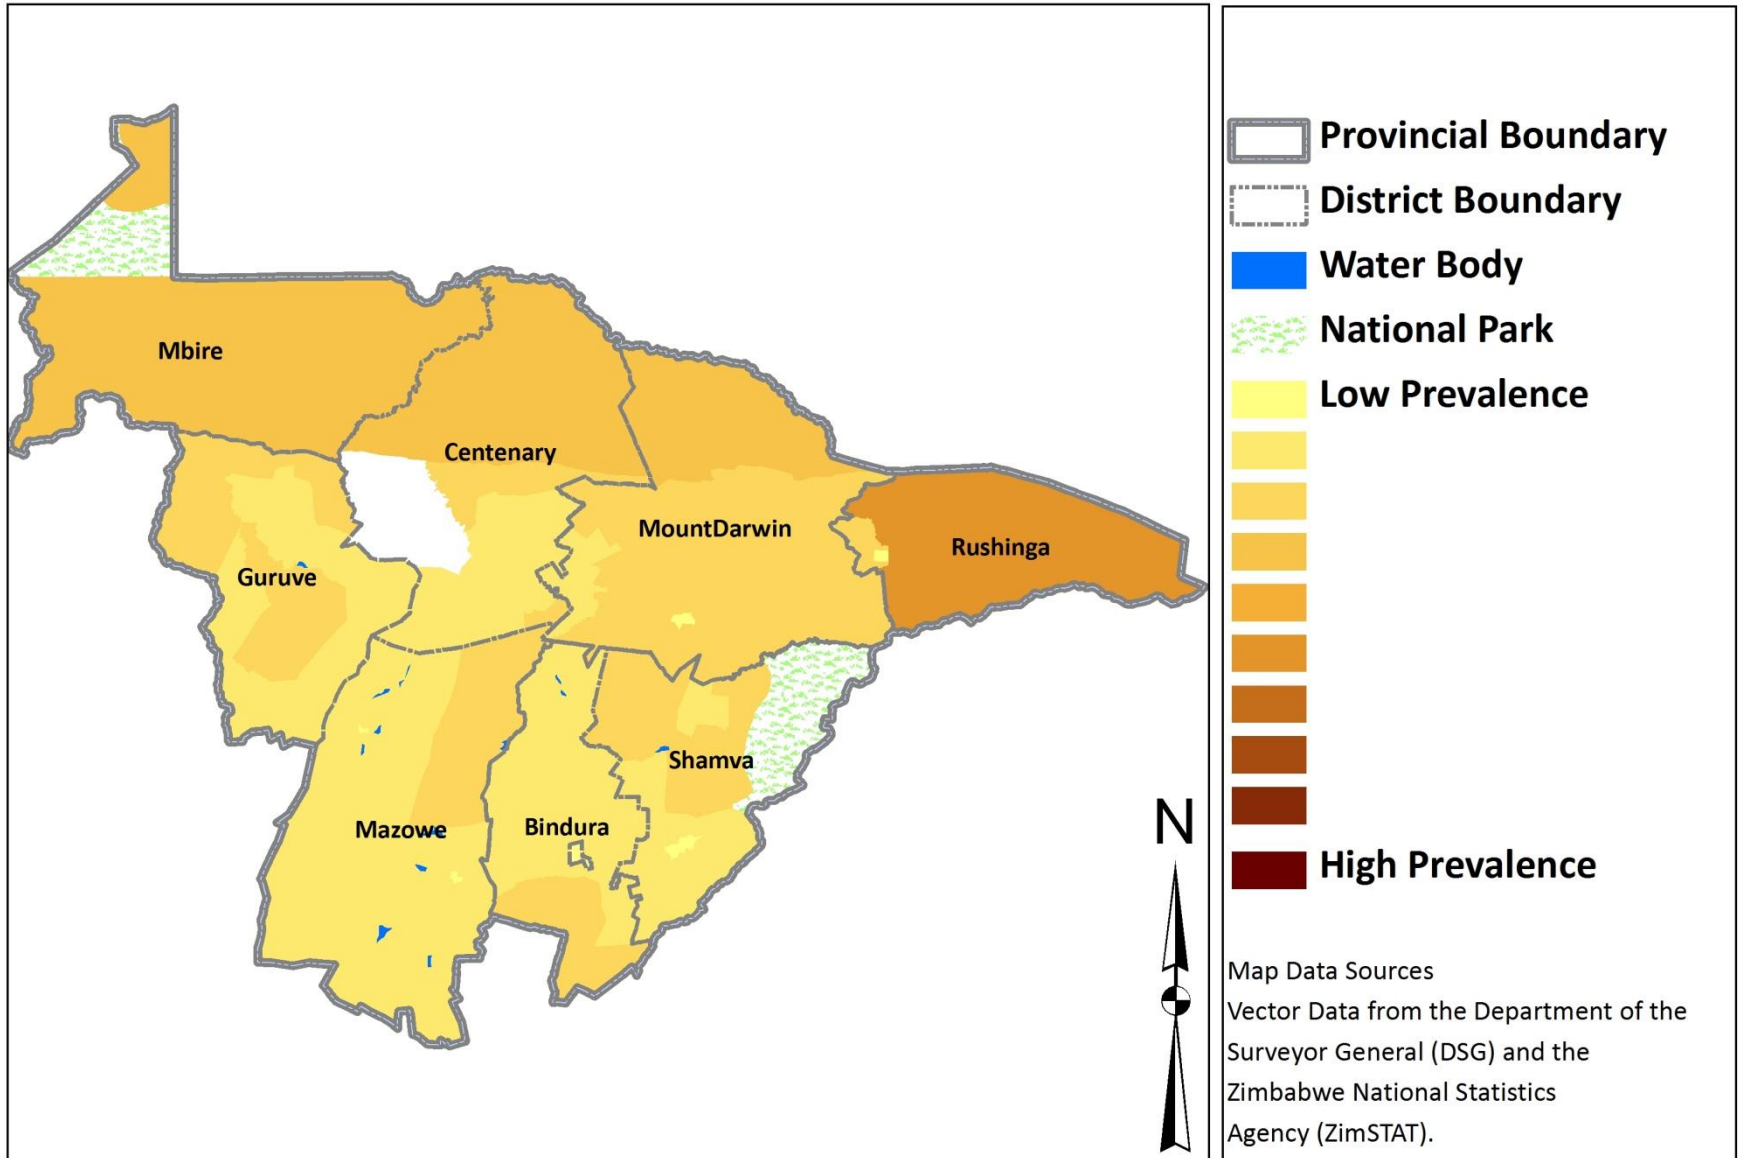 Mbire
Centenary
MountDarwin
Rushinga
Guruve
Shamva
Mazowe
Bindura
N
Provincial Boundary
District Boundary
Water Body
National Park
Low Prevalence
High Prevalence
Map Data Sources
Vector Data from the Department of the
Surveyor General (DSG) and the
Zimbabwe National Statistics
Agency (ZimSTAT).